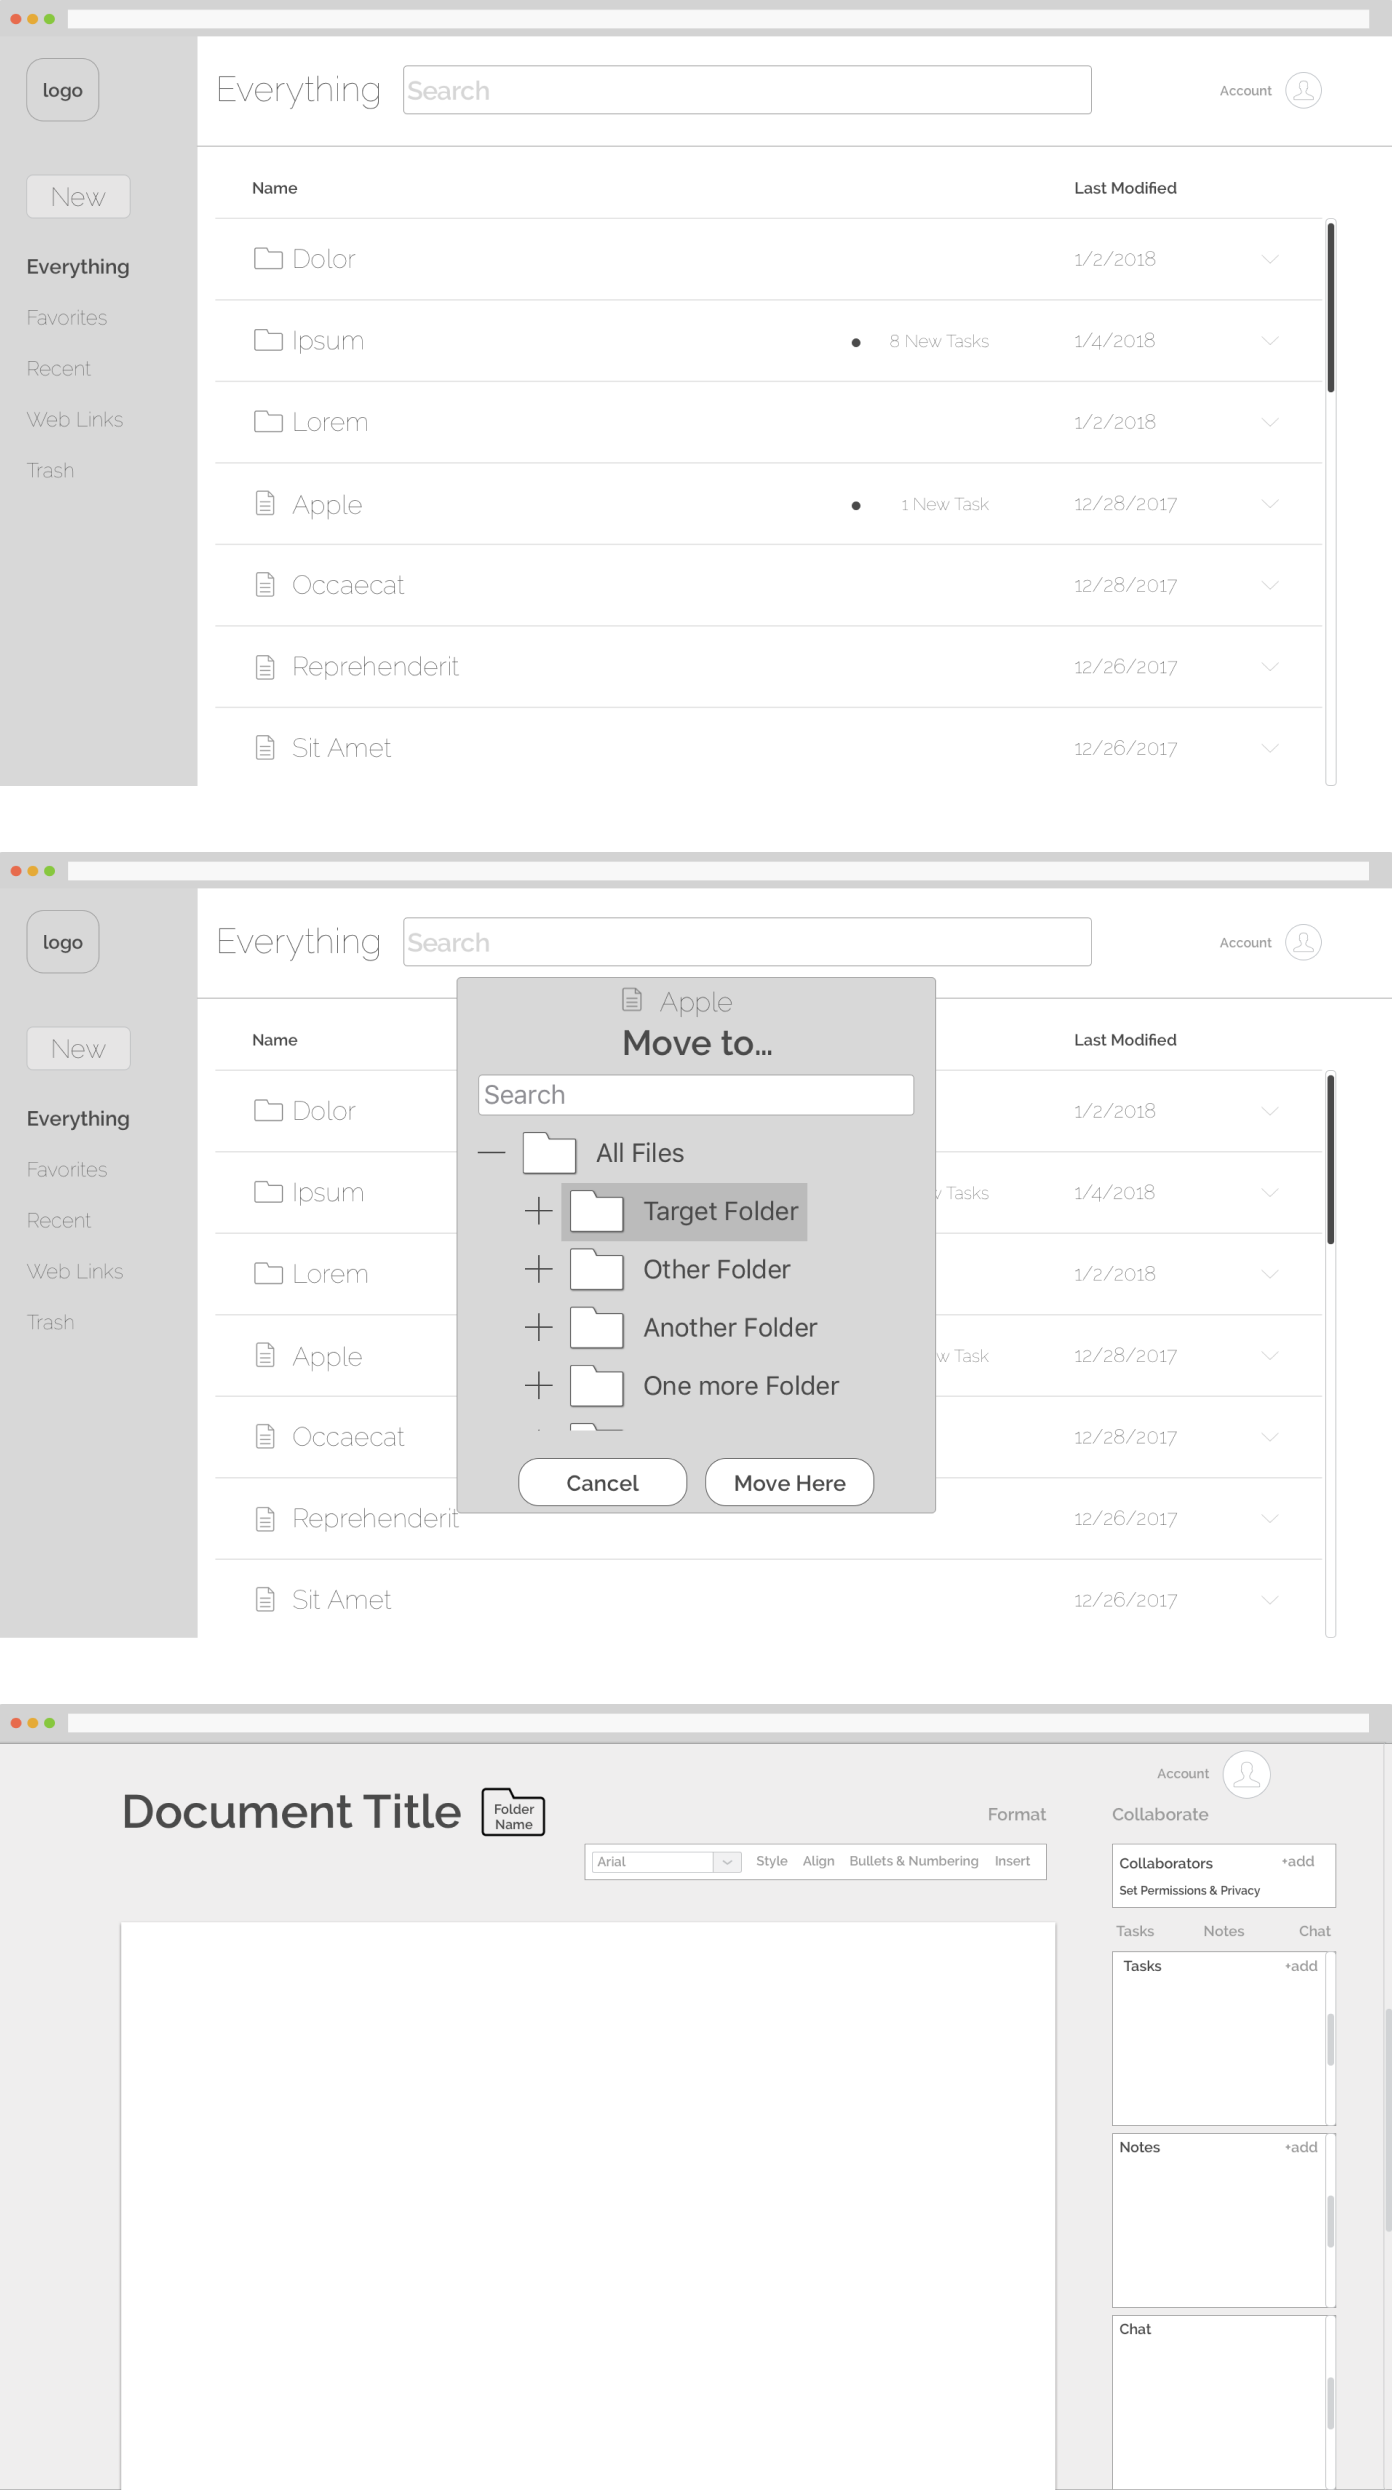 logo
Everything
Search
Account
New
Everything
Favorites
Recent
Web Links
Trash
Name
Last Modified
Dolor
1/2/2018
Ipsum
8 New Tasks
1/4/2018
Lorem
1/2/2018
Apple
1 New Task
12/28/2017
Occaecat
12/28/2017
Reprehenderit
12/26/2017
Sit Amet
12/26/2017
logo
Everything
Search
Account
New
Everything
Favorites
Recent
Web Links
Trash
Name
Last Modified
Dolor
1/2/2018
Ipsum
Tasks
1/4/2018
Lorem
1/2/2018
Apple
w Task
12/28/2017
Occaecat
12/28/2017
Reprehenderit
12/26/2017
Sit Amet
12/26/2017
Apple
Move to...
Search
All Files
Target Folder
Other Folder
Another Folder
One more Folder
Cancel
Move Here
Account
Document Title
Folder
Name
Format
Collaborate
Arial
Style
Align
Bullets & Numbering
Insert
Collaborators
+add
Set Permissions & Privacy
Tasks
Notes
Chat
Tasks
+add
Notes
+add
Chat